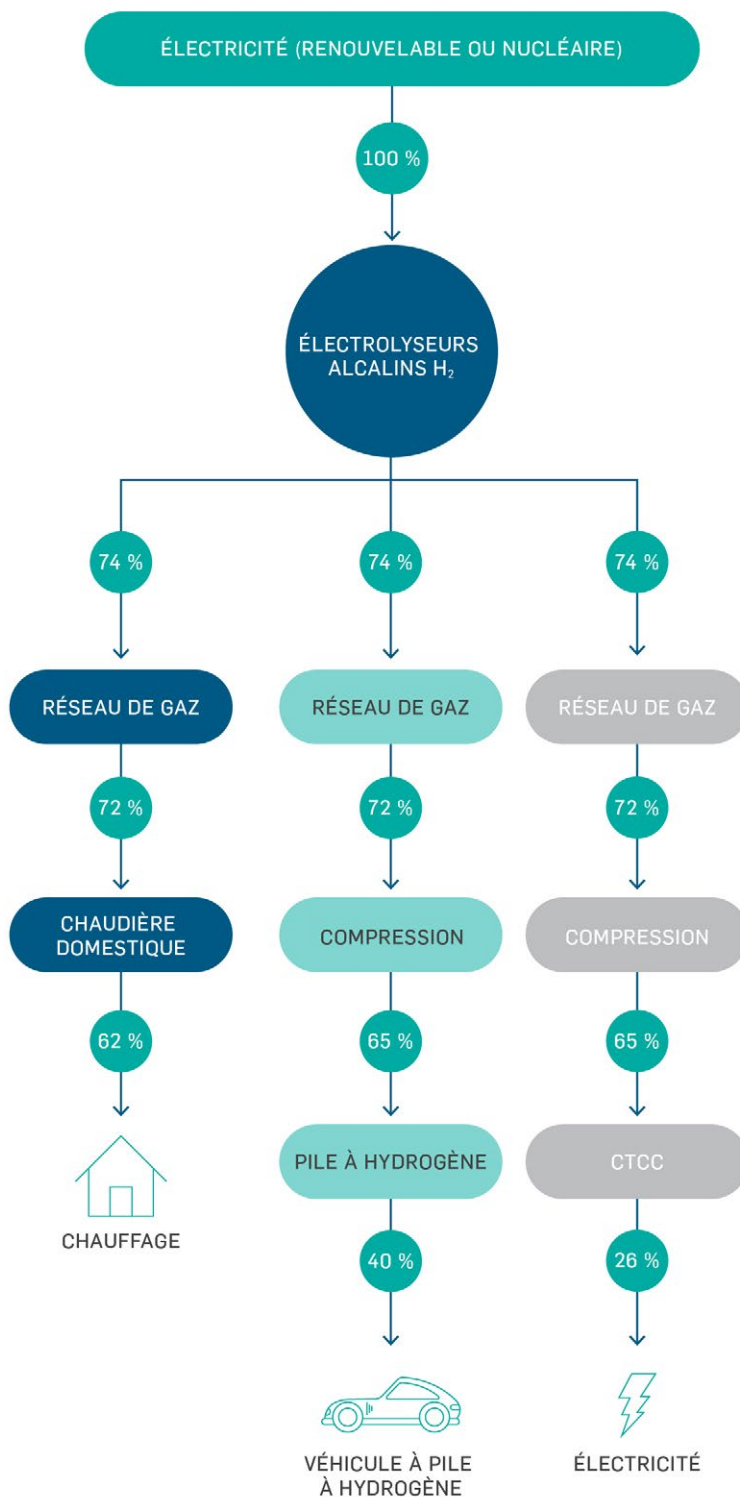 ÉLECTRICITÉ (RENOUVELABLE OU NUCLÉAIRE)
100 %
ÉLECTROLYSEURS
ALCALINS H₂
74 %
74 %
74 %
RÉSEAU DE GAZ
RÉSEAU DE GAZ
RÉSEAU DE GAZ
72 %
72 %
72 %
CHAUDIÈRE
DOMESTIQUE
COMPRESSION
COMPRESSION
62 %
65 %
65 %
CHAUFFAGE
PILE À HYDROGÈNE
CTCC
40 %
26 %
VÉHICULE À PILE
À HYDROGÈNE
ÉLECTRICITÉ